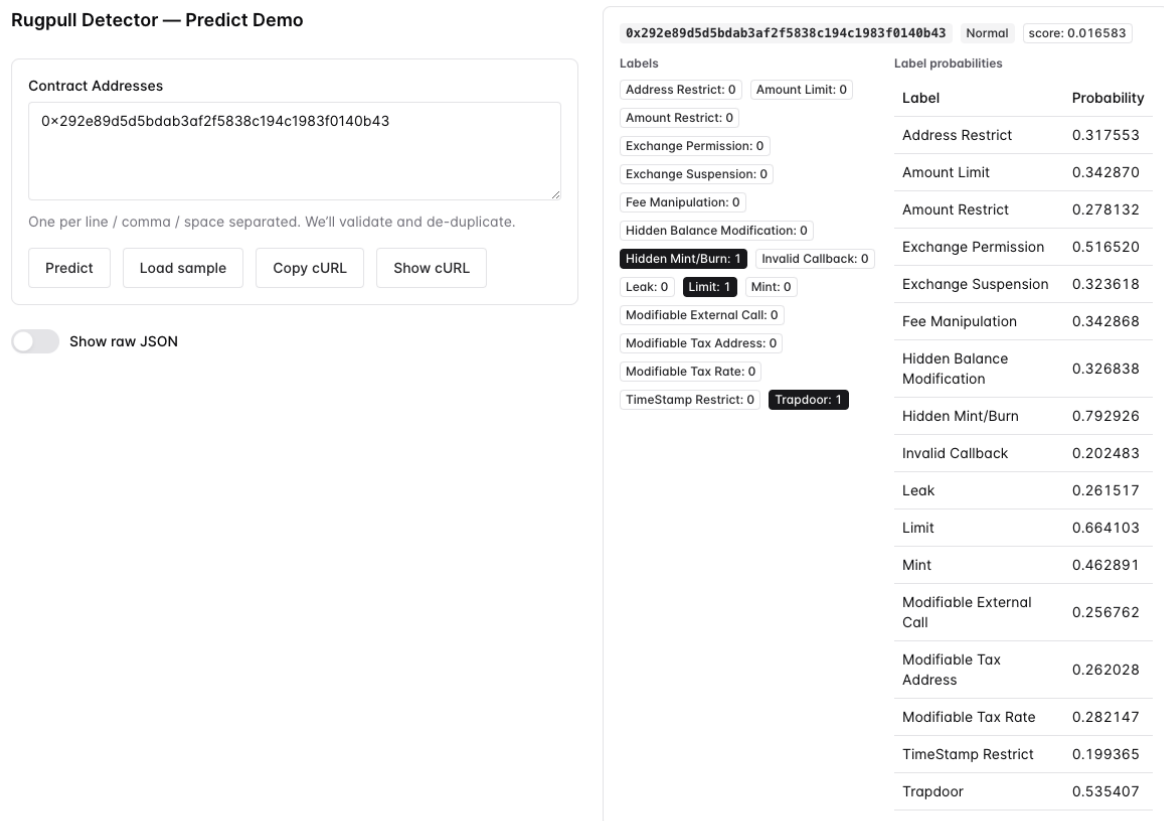 Rugpull Detector — Predict Demo
Contract Addresses
0×292e89d5d5bdab3af2f5838c194c1983f0140b43
One per line / comma / space separated. We’ll validate and de-duplicate.
Predict Load sample Copy cURL Show cURL
Show raw JSON
0x292e89d5d5bdab3af2f5838c194c1983f0140b43 Normal score: 0.016583
Labels
Address Restrict: 0 Amount Limit: 0
Amount Restrict: 0
Exchange Permission: 0
Exchange Suspension: 0
Fee Manipulation: 0
Hidden Balance Modification: 0
Hidden Mint/Burn: 1 Invalid Callback: 0
Leak: 0 Limit: 1 Mint: 0
Modifiable External Call: 0
Modifiable Tax Address: 0
Modifiable Tax Rate: 0
TimeStamp Restrict: 0 Trapdoor: 1
Label probabilities
Label Probability
Address Restrict 0.317553
Amount Limit 0.342870
Amount Restrict 0.278132
Exchange Permission 0.516520
Exchange Suspension 0.323618
Fee Manipulation 0.342868
Hidden Balance
Modification 0.326838
Hidden Mint/Burn 0.792926
Invalid Callback 0.202483
Leak 0.261517
Limit 0.664103
Mint 0.462891
Modifiable External
Call 0.256762
Modifiable Tax
Address 0.262028
Modifiable Tax Rate 0.282147
TimeStamp Restrict 0.199365
Trapdoor 0.535407